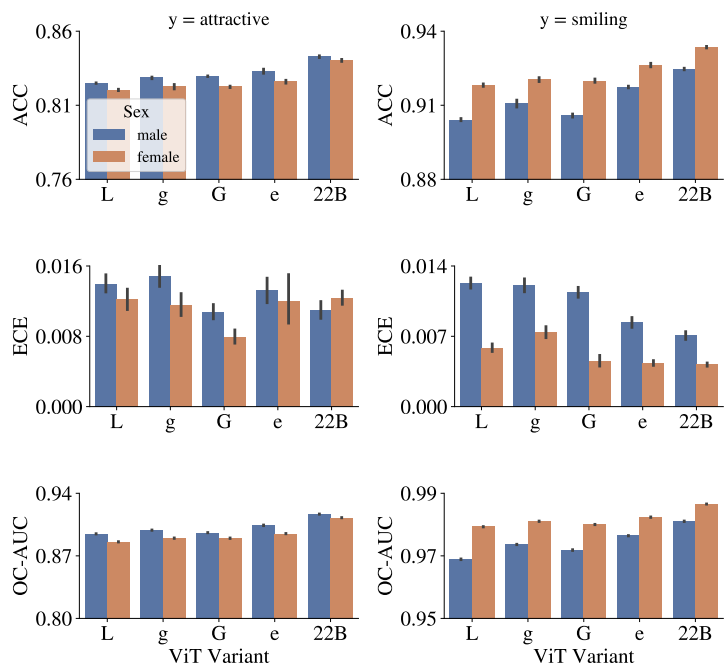 y = attractive
y = smiling
ACC
0.86
0.81
0.76
Sex
male
female
L g G e 22B
ACC
0.94
0.91
0.88
L g G e 22B
ECE
0.016
0.008
0.000
L g G e 22B
ECE
0.014
0.007
0.000
L g G e 22B
OC-AUC
0.94
0.87
0.80
L g G e 22B
ViT Variant
OC-AUC
0.99
0.97
0.95
L g G e 22B
ViT Variant